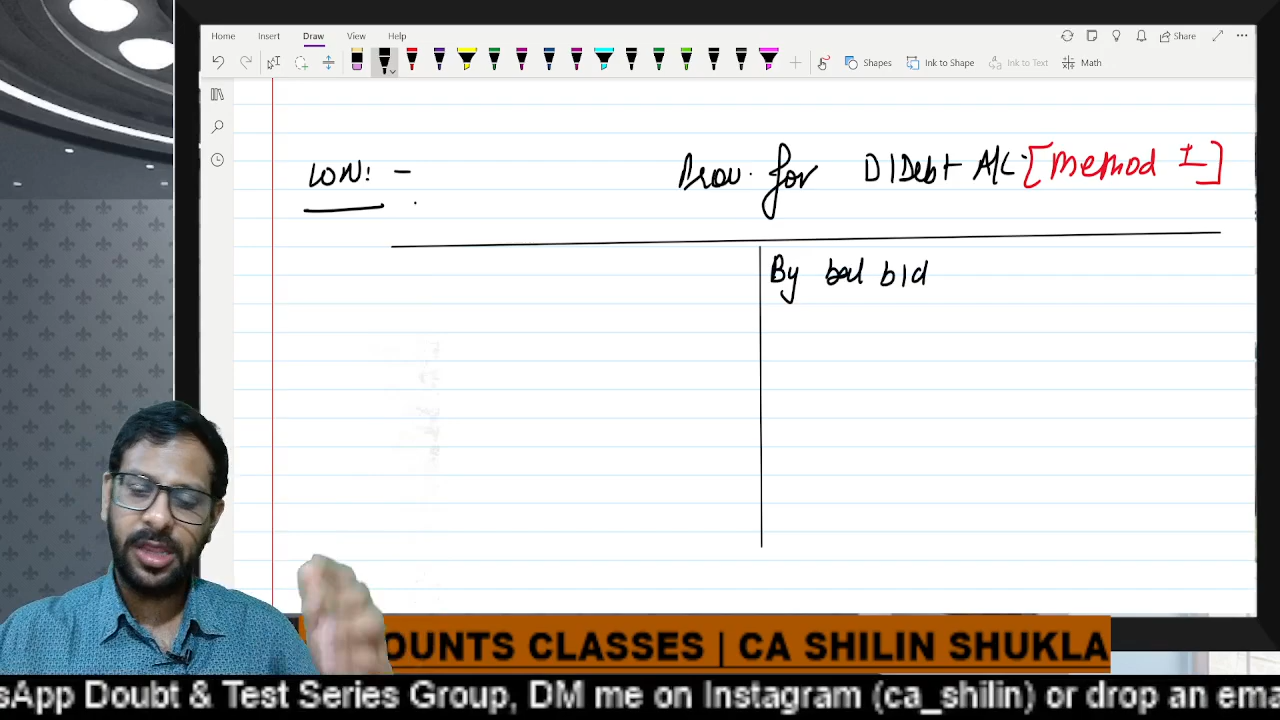 Home Insert Draw View Help Share
Shapes Ink to Shape Ink to Text Math
WN: - Prov. for D/Debt A/C [Method I]
By bal b/d
OUNTS CLASSES | CA SHILIN SHUKLA
sApp Doubt & Test Series Group, DM me on Instagram (ca_shilin) or drop an ema